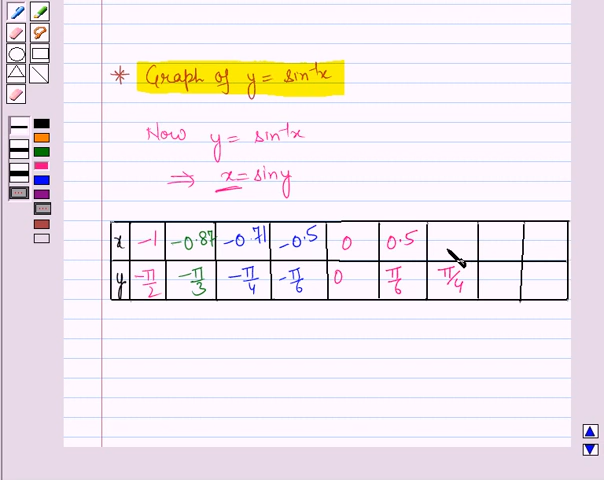 * Graph of y = sin⁻¹x
Now y = sin⁻¹x
⇒ x = sin y
x -1 -0.87 -0.71 -0.5 0 0.5
y -π/2 -π/3 -π/4 -π/6 0 π/6 π/4